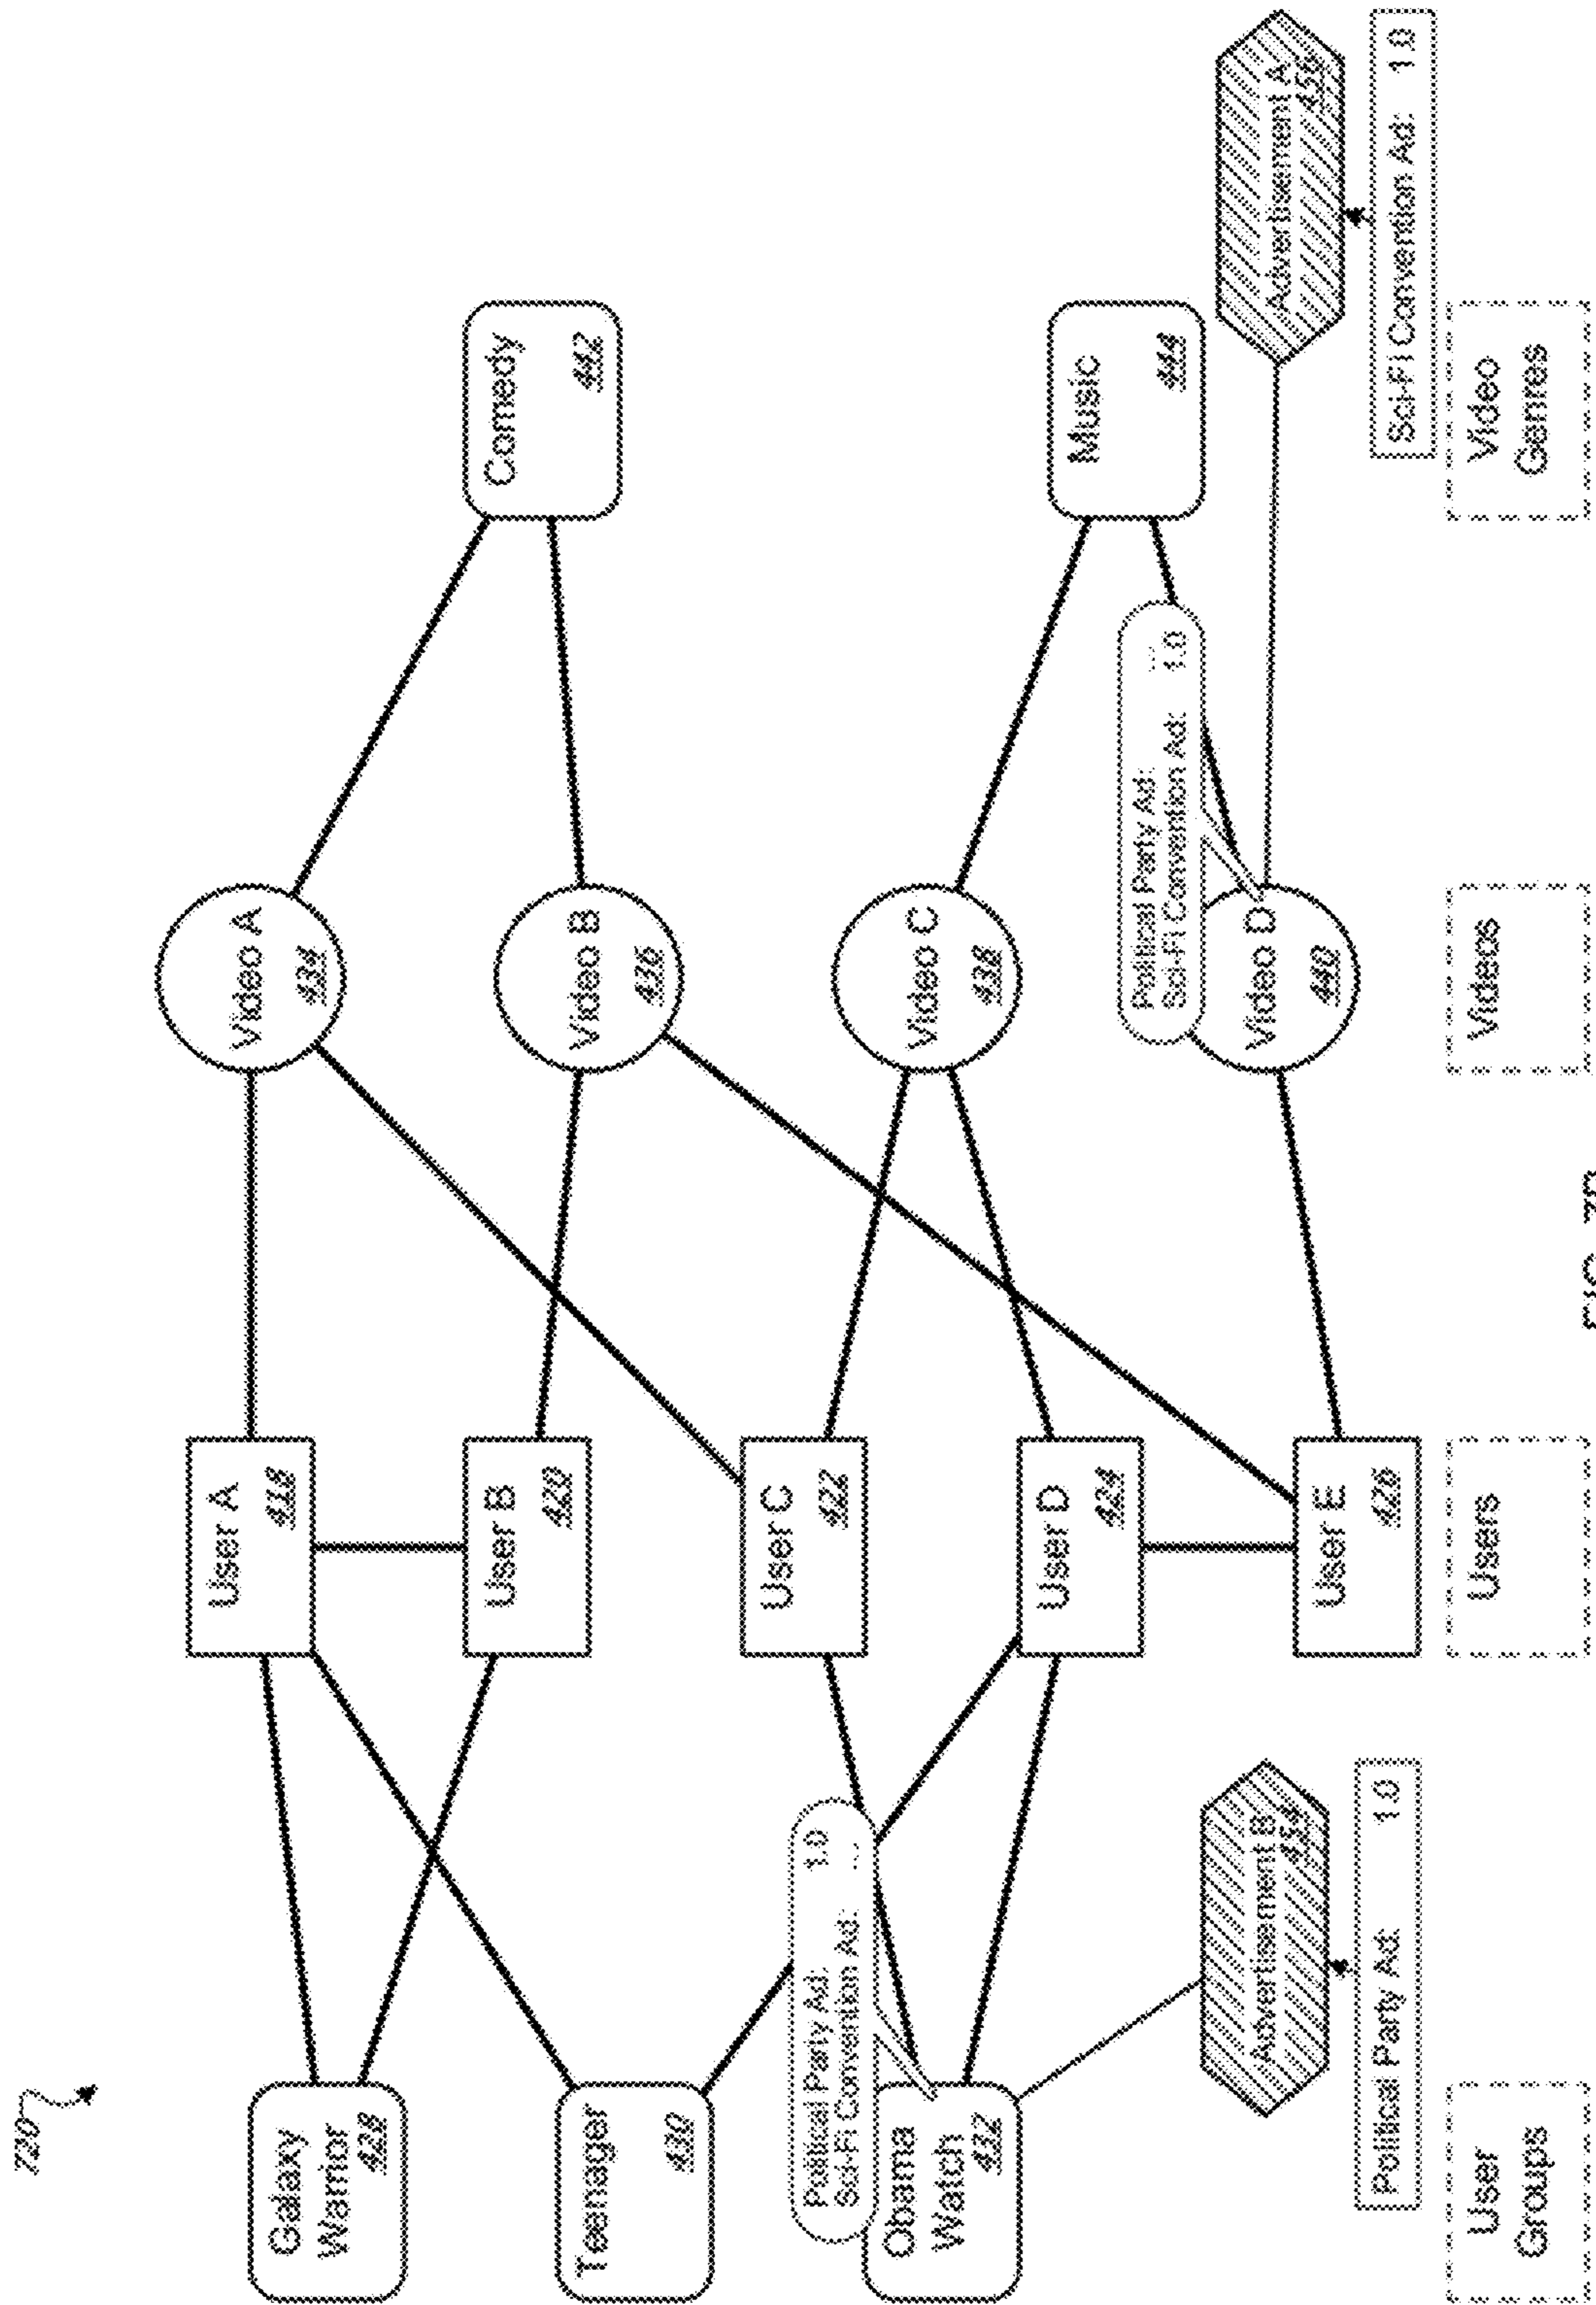 720
Galaxy
Warrior
428
Teenager
430
Political Party Ad: 1.0
Sci-Fi Convention Ad: ...
Obama
Watch
432
Advertisement B
454
Political Party Ad: 1.0
User
Groups
User A
418
User B
420
User C
422
User D
424
User E
426
Users
Video A
434
Video B
436
Video C
438
Political Party Ad: ...
Sci-Fi Convention Ad: 1.0
Video D
440
Videos
Comedy
442
Music
444
Advertisement A
456
Sci-Fi Convention Ad: 1.0
Video
Genres